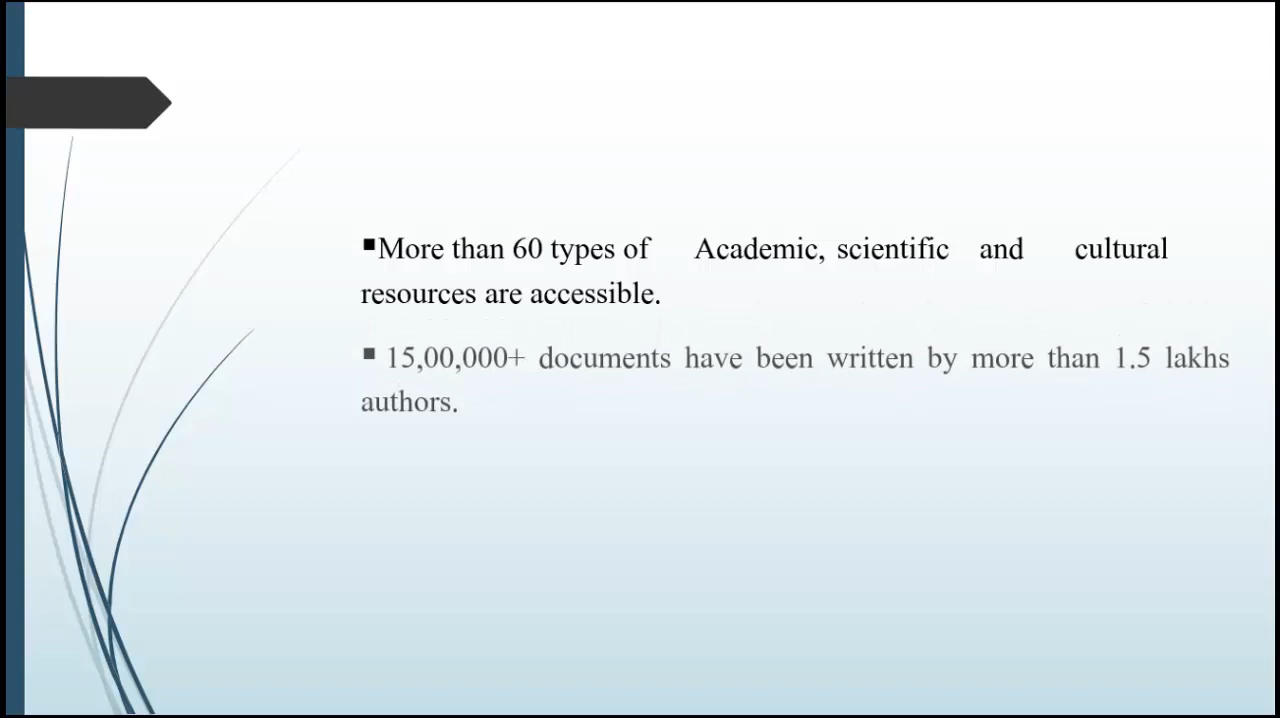 ▪More than 60 types of Academic, scientific and cultural
resources are accessible.
▪ 15,00,000+ documents have been written by more than 1.5 lakhs
authors.